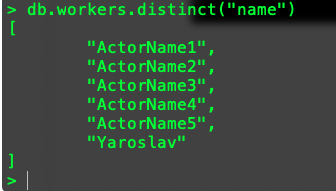 > db.workers.distinct("name")
[
        "ActorName1",
        "ActorName2",
        "ActorName3",
        "ActorName4",
        "ActorName5",
        "Yaroslav"
]
>